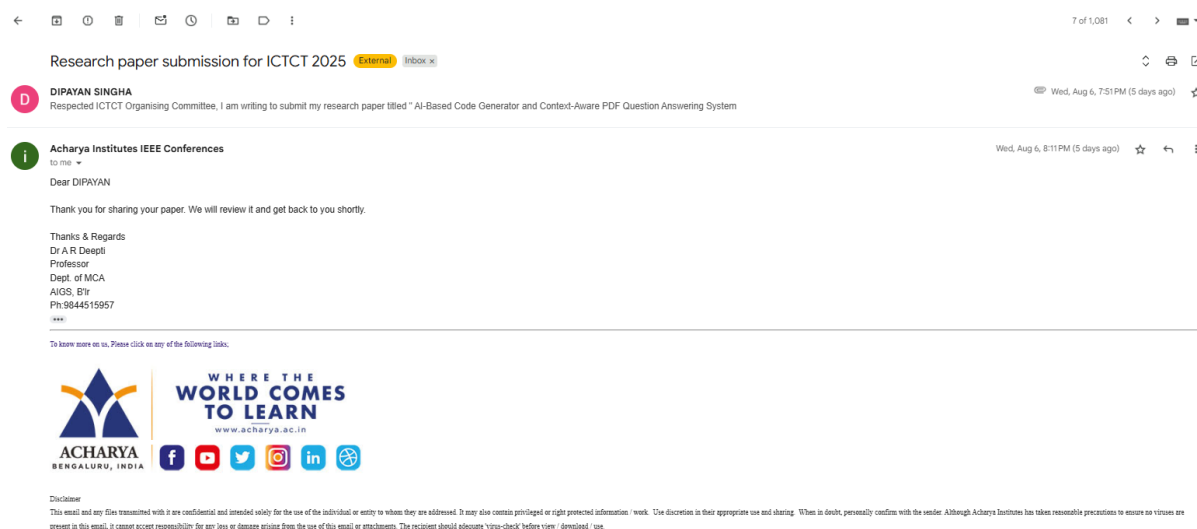 7 of 1,081
Research paper submission for ICTCT 2025 External Inbox ×
D
DIPAYAN SINGHA
Wed, Aug 6, 7:51 PM (5 days ago)
Respected ICTCT Organising Committee, I am writing to submit my research paper titled " AI-Based Code Generator and Context-Aware PDF Question Answering System
i
Acharya Institutes IEEE Conferences
Wed, Aug 6, 8:11 PM (5 days ago)
to me
Dear DIPAYAN
Thank you for sharing your paper. We will review it and get back to you shortly.
Thanks & Regards
Dr A R Deepti
Professor
Dept. of MCA
AIGS, B'lr
Ph:9844515957
To know more on us, Please click on any of the following links;
WHERE THE
WORLD COMES
TO LEARN
www.acharya.ac.in
ACHARYA
BENGALURU, INDIA
Disclaimer
This email and any files transmitted with it are confidential and intended solely for the use of the individual or entity to whom they are addressed. It may also contain privileged or right protected information / work. Use discretion in their appropriate use and sharing. When in doubt, personally confirm with the sender. Although Acharya Institutes has taken reasonable precautions to ensure no viruses are
present in this email, it cannot accept responsibility for any loss or damage arising from the use of this email or attachments. The recipient should adequate 'virus-check' before view / download / use.